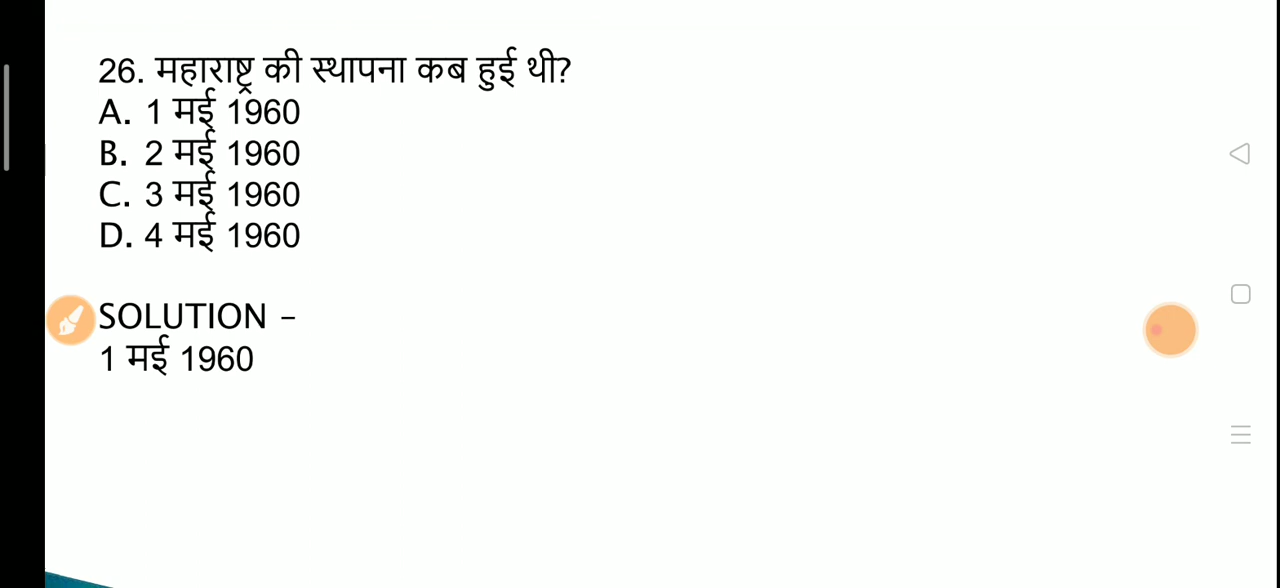 26. महाराष्ट्र की स्थापना कब हुई थी?
A. 1 मई 1960
B. 2 मई 1960
C. 3 मई 1960
D. 4 मई 1960
SOLUTION –
1 मई 1960